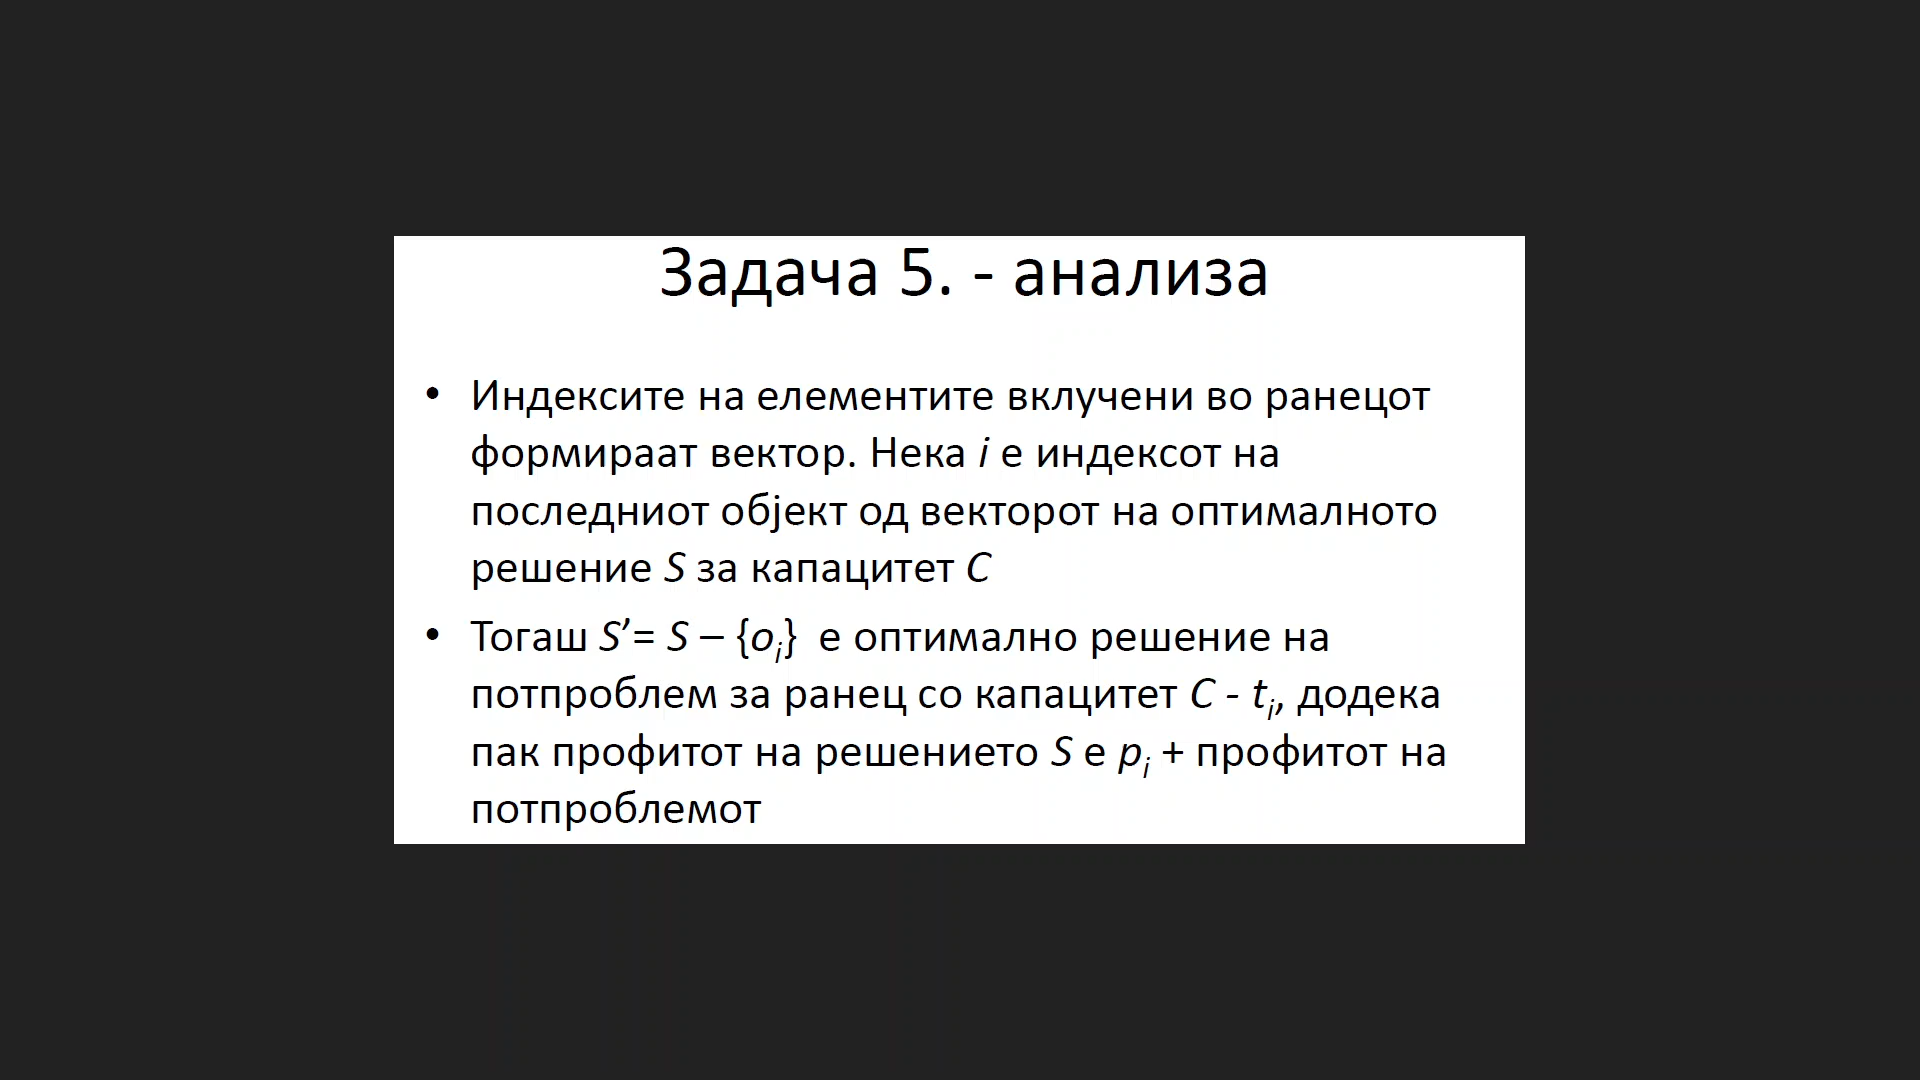 Задача 5. - анализа
• Индексите на елементите вклучени во ранецот
формираат вектор. Нека i е индексот на
последниот објект од векторот на оптималното
решение S за капацитет C
• Тогаш S’= S – {oi} е оптимално решение на
потпроблем за ранец со капацитет C - ti, додека
пак профитот на решението S е pi + профитот на
потпроблемот